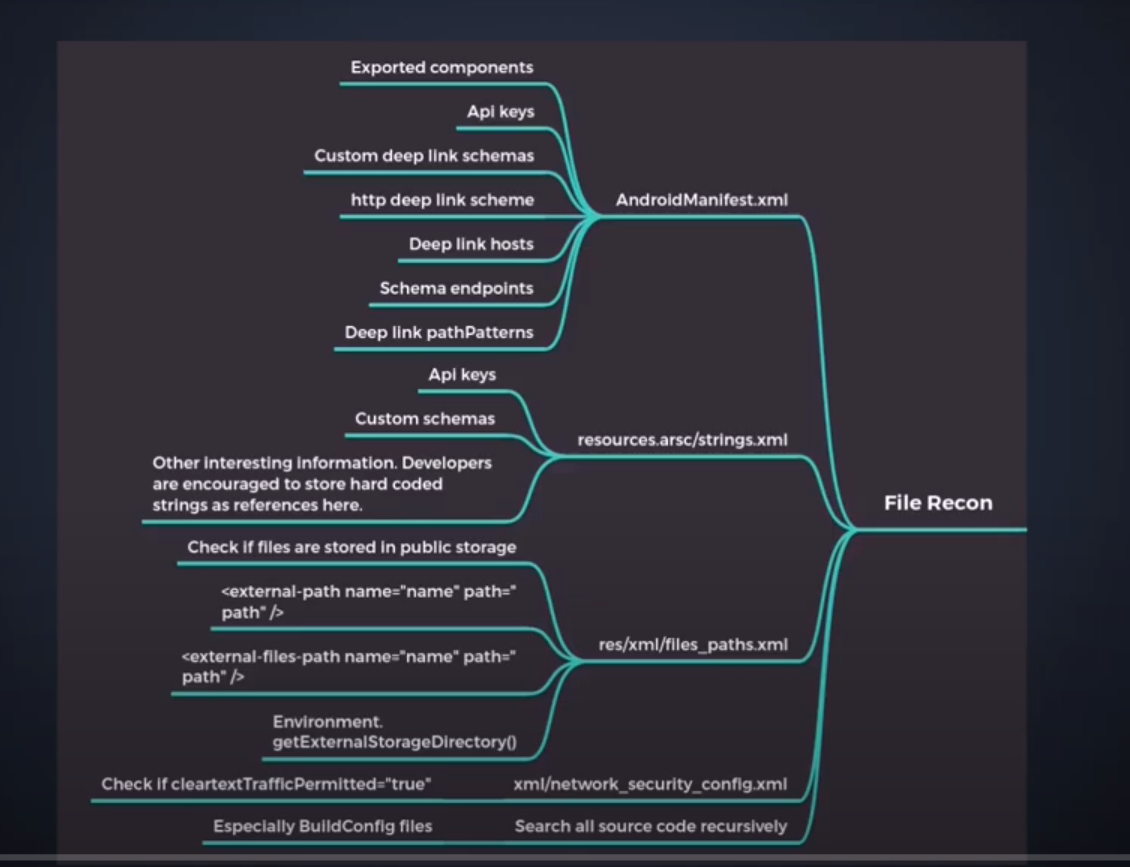 Exported components
Api keys
Custom deep link schemas
http deep link scheme
AndroidManifest.xml
Deep link hosts
Schema endpoints
Deep link pathPatterns
Api keys
Custom schemas
resources.arsc/strings.xml
Other interesting information. Developers
are encouraged to store hard coded
strings as references here.
File Recon
Check if files are stored in public storage
<external-path name="name" path="
path" />
res/xml/files_paths.xml
<external-files-path name="name" path="
path" />
Environment.
getExternalStorageDirectory()
Check if cleartextTrafficPermitted="true"
xml/network_security_config.xml
Especially BuildConfig files
Search all source code recursively